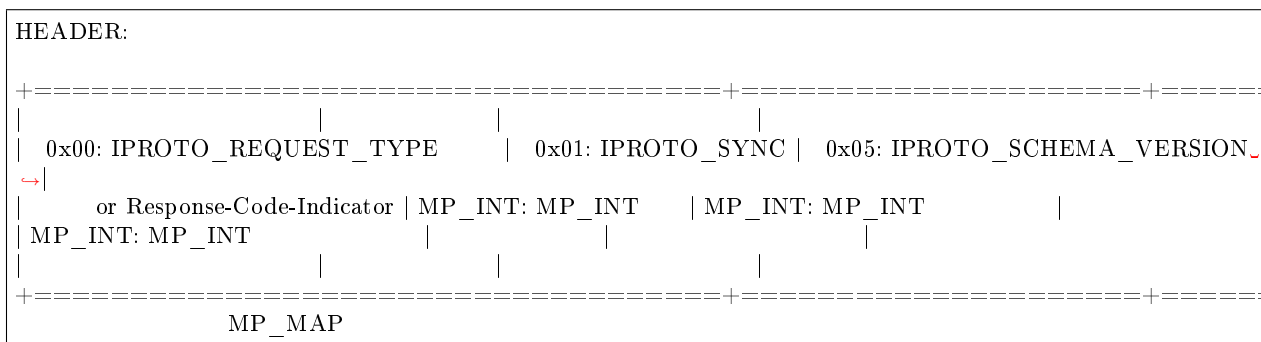 HEADER:
+====================================+======================+======
| | | |
| 0x00: IPROTO_REQUEST_TYPE | 0x01: IPROTO_SYNC | 0x05: IPROTO_SCHEMA_VERSION␣
↪|
| or Response-Code-Indicator | MP_INT: MP_INT | MP_INT: MP_INT |
| MP_INT: MP_INT | | |
| | | |
+====================================+======================+======
MP_MAP